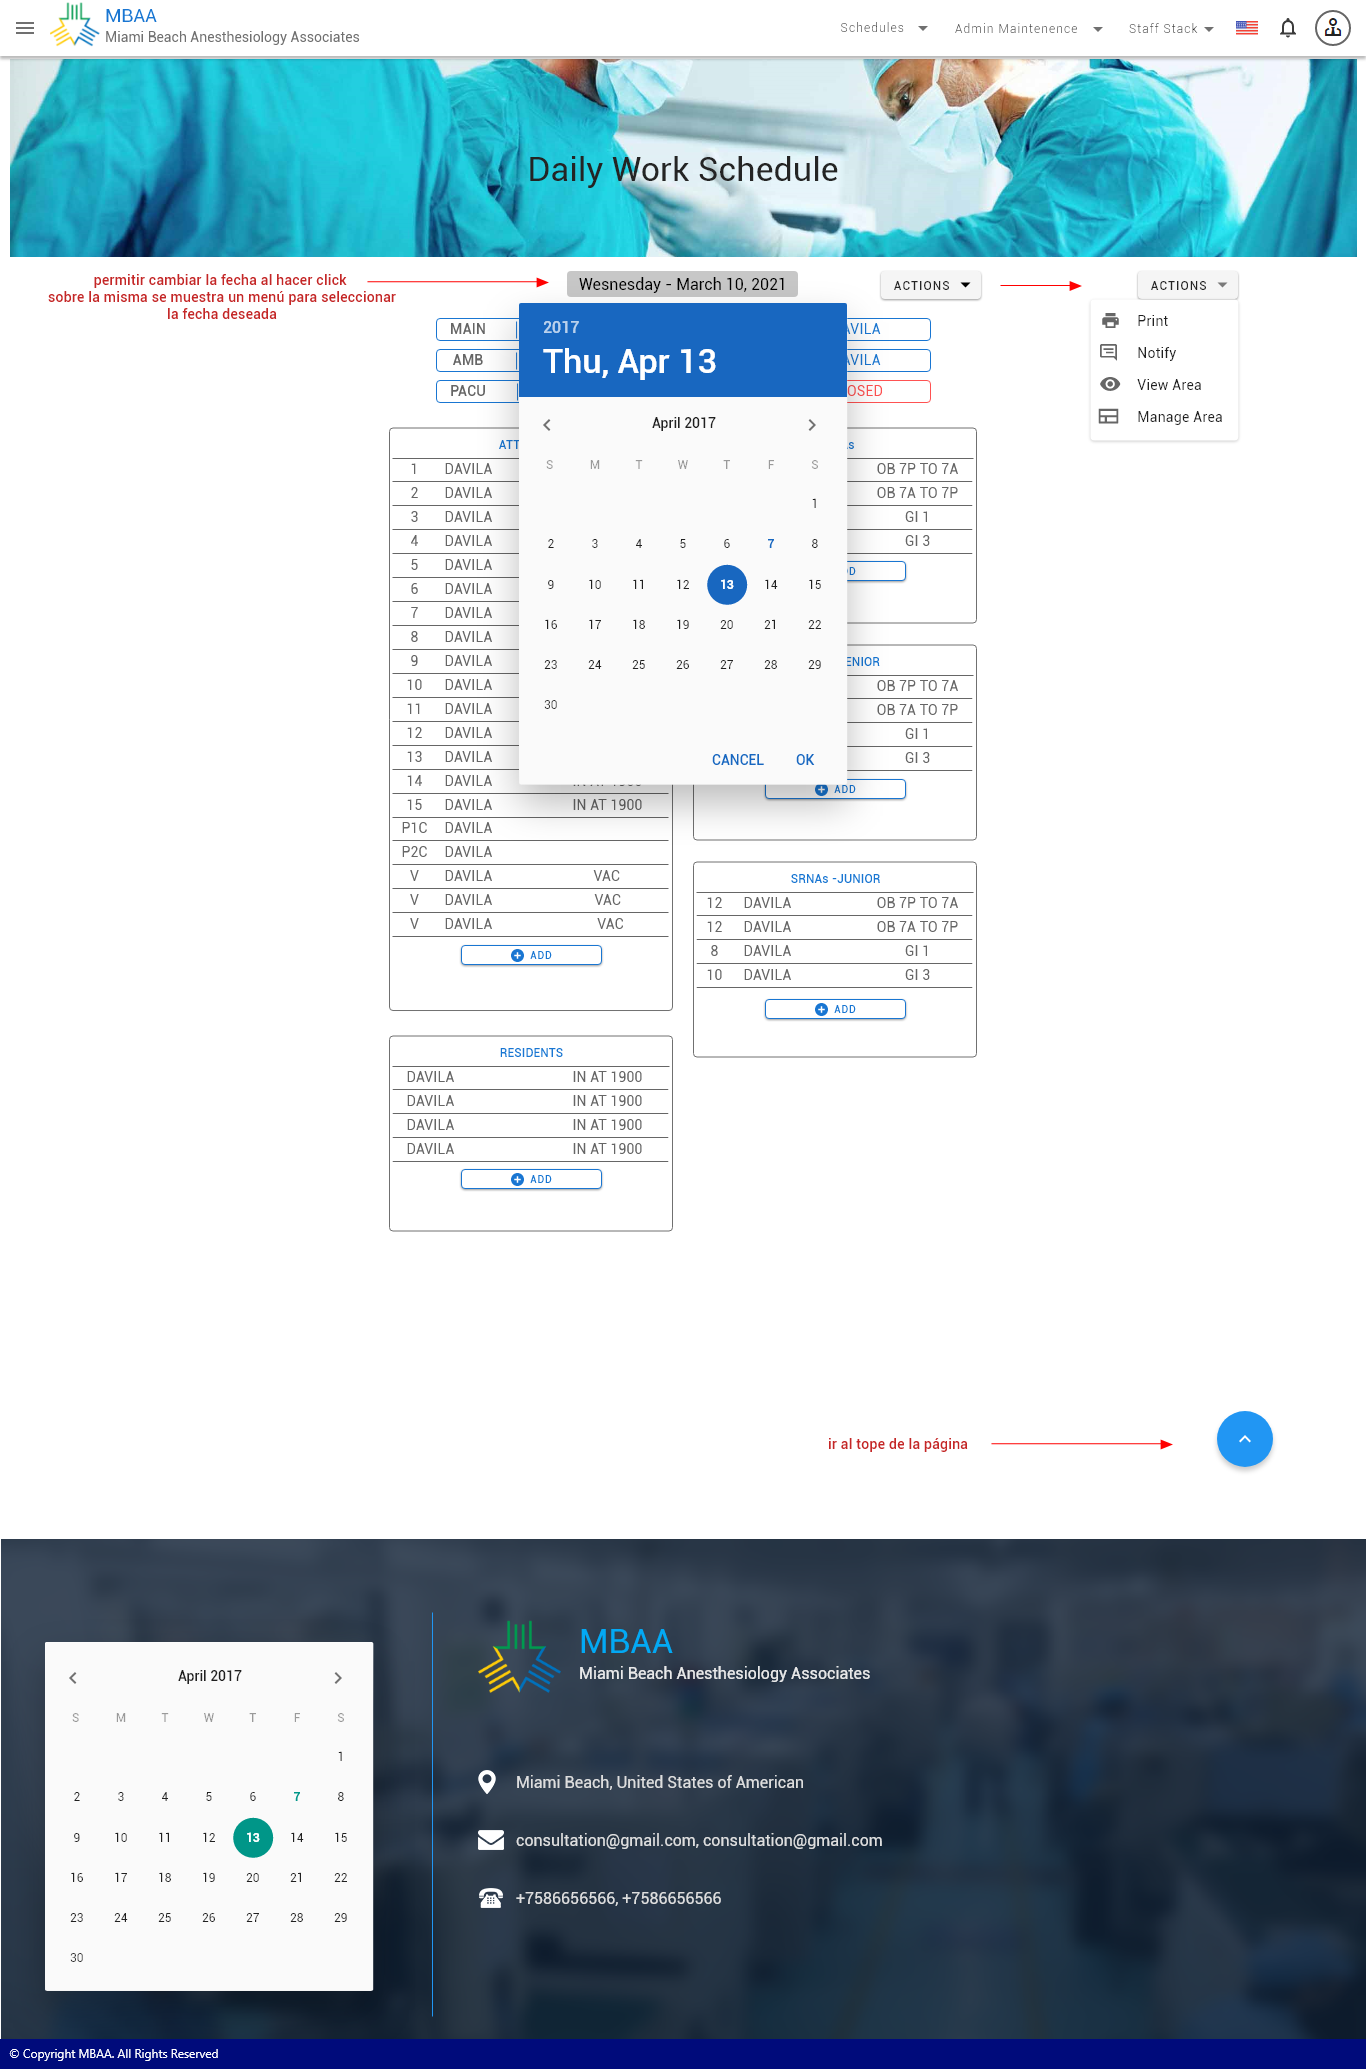 MBAA
Miami Beach Anesthesiology Associates
Schedules
Admin Maintenence
Staff Stack
Daily Work Schedule
permitir cambiar la fecha al hacer click
sobre la misma se muestra un menú para seleccionar
la fecha deseada
Wesnesday - March 10, 2021
ACTIONS
ACTIONS
Print
Notify
View Area
Manage Area
MAIN
AVILA
AMB
AVILA
PACU
OSED
2017
Thu, Apr 13
April 2017
S M T W T F S
1
2 3 4 5 6 7 8
9 10 11 12 13 14 15
16 17 18 19 20 21 22
23 24 25 26 27 28 29
30
CANCEL OK
ATT
1 DAVILA
2 DAVILA
3 DAVILA
4 DAVILA
5 DAVILA
6 DAVILA
7 DAVILA
8 DAVILA
9 DAVILA
10 DAVILA
11 DAVILA
12 DAVILA
13 DAVILA
14 DAVILA IN AT 1900
15 DAVILA IN AT 1900
P1C DAVILA
P2C DAVILA
V DAVILA VAC
V DAVILA VAC
V DAVILA VAC
ADD
RESIDENTS
DAVILA IN AT 1900
DAVILA IN AT 1900
DAVILA IN AT 1900
DAVILA IN AT 1900
ADD
As
OB 7P TO 7A
OB 7A TO 7P
GI 1
GI 3
DD
ENIOR
OB 7P TO 7A
OB 7A TO 7P
GI 1
GI 3
ADD
SRNAs -JUNIOR
12 DAVILA OB 7P TO 7A
12 DAVILA OB 7A TO 7P
8 DAVILA GI 1
10 DAVILA GI 3
ADD
ir al tope de la página
April 2017
S M T W T F S
1
2 3 4 5 6 7 8
9 10 11 12 13 14 15
16 17 18 19 20 21 22
23 24 25 26 27 28 29
30
MBAA
Miami Beach Anesthesiology Associates
Miami Beach, United States of American
consultation@gmail.com, consultation@gmail.com
+7586656566, +7586656566
© Copyright MBAA. All Rights Reserved